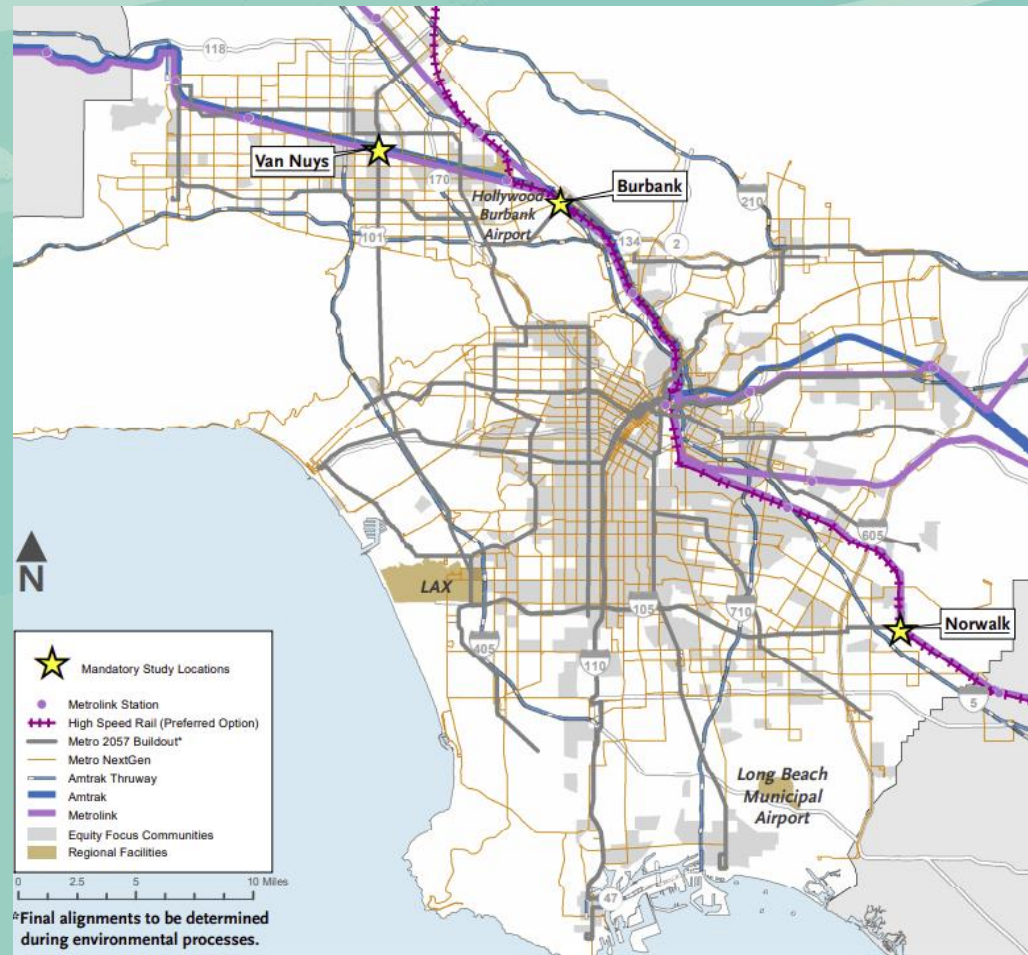 118
Van Nuys
170
Hollywood
Burbank
Airport
Burbank
210
101
134
2
605
LAX
105
710
Norwalk
405
110
5
N
Mandatory Study Locations
Metrolink Station
High Speed Rail (Preferred Option)
Metro 2057 Buildout*
Metro NextGen
Amtrak Thruway
Amtrak
Metrolink
Equity Focus Communities
Regional Facilities
Long Beach
Municipal
Airport
0 2.5 5 10 Miles
47
*Final alignments to be determined
during environmental processes.